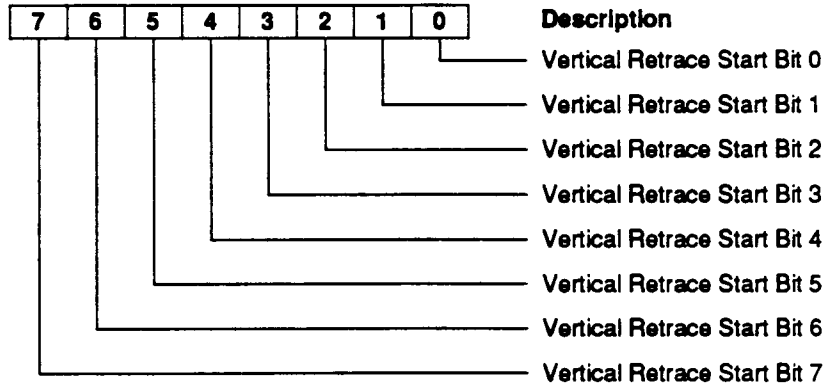 7 6 5 4 3 2 1 0 Description
Vertical Retrace Start Bit 0
Vertical Retrace Start Bit 1
Vertical Retrace Start Bit 2
Vertical Retrace Start Bit 3
Vertical Retrace Start Bit 4
Vertical Retrace Start Bit 5
Vertical Retrace Start Bit 6
Vertical Retrace Start Bit 7